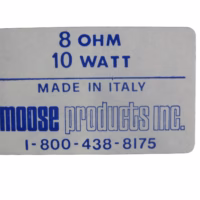 8 OHM
10 WATT
MADE IN ITALY
moose products inc.
1-800-438-8175